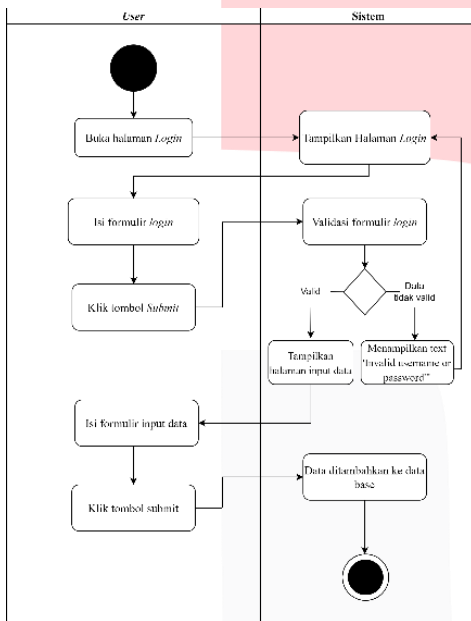 User
Sistem
Buka halaman Login
Tampilkan Halaman Login
Isi formulir login
Validasi formulir login
Klik tombol Submit
Valid
Data
tidak valid
Tampilkan
halaman input data
Menampilkan text
"Invalid username or
password"
Isi formulir input data
Klik tombol submit
Data ditambahkan ke data
base